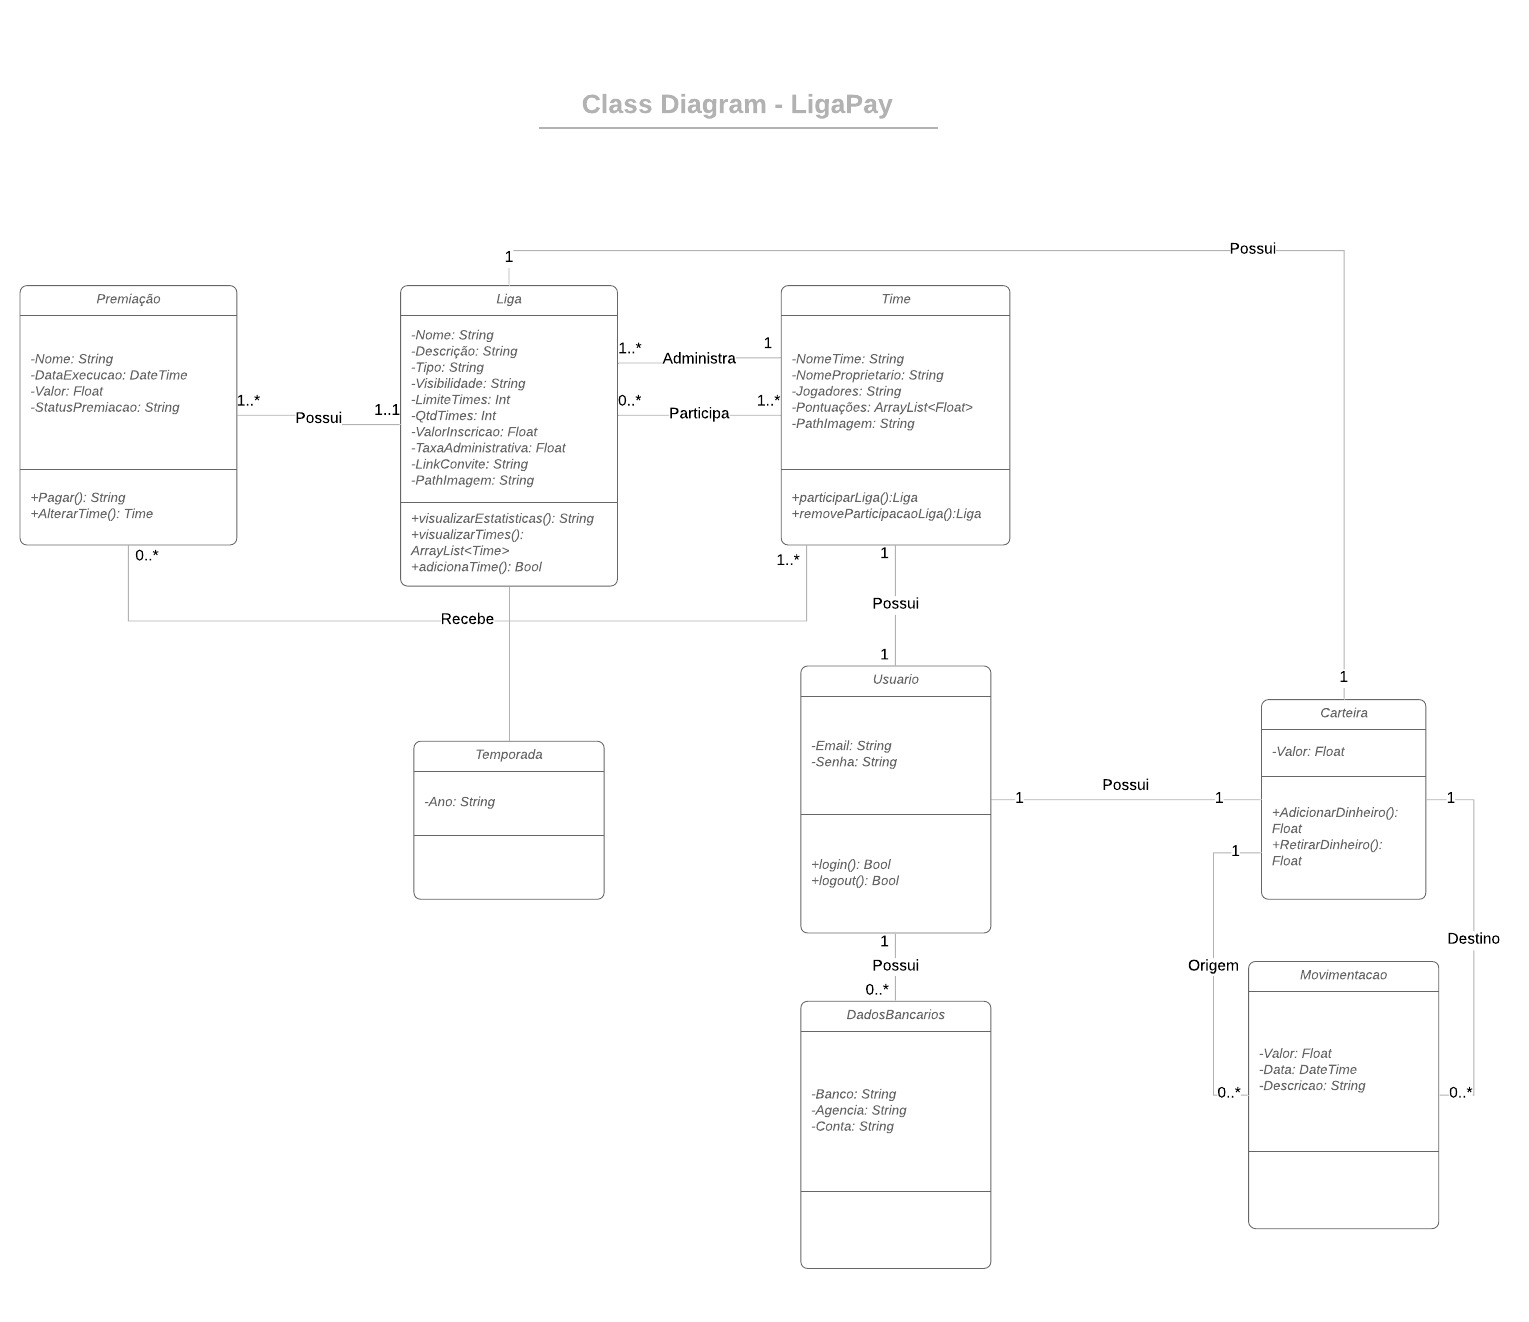 Class Diagram - LigaPay
Possui
1
Premiação
-Nome: String
-DataExecucao: DateTime
-Valor: Float
-StatusPremiacao: String
+Pagar(): String
+AlterarTime(): Time
1..*
Possui
1..1
Liga
-Nome: String
-Descrição: String
-Tipo: String
-Visibilidade: String
-LimiteTimes: Int
-QtdTimes: Int
-ValorInscricao: Float
-TaxaAdministrativa: Float
-LinkConvite: String
-PathImagem: String
+visualizarEstatisticas(): String
+visualizarTimes():
ArrayList<Time>
+adicionaTime(): Bool
1..*
Administra
1
0..*
Participa
1..*
Time
-NomeTime: String
-NomeProprietario: String
-Jogadores: String
-Pontuações: ArrayList<Float>
-PathImagem: String
+participarLiga():Liga
+removeParticipacaoLiga():Liga
0..*
Recebe
1..*
1
Possui
1
Temporada
-Ano: String
Usuario
-Email: String
-Senha: String
+login(): Bool
+logout(): Bool
1
Possui
1
1
Carteira
-Valor: Float
+AdicionarDinheiro():
Float
+RetirarDinheiro():
Float
1
Possui
0..*
DadosBancarios
-Banco: String
-Agencia: String
-Conta: String
1
Origem
0..*
1
Destino
0..*
Movimentacao
-Valor: Float
-Data: DateTime
-Descricao: String